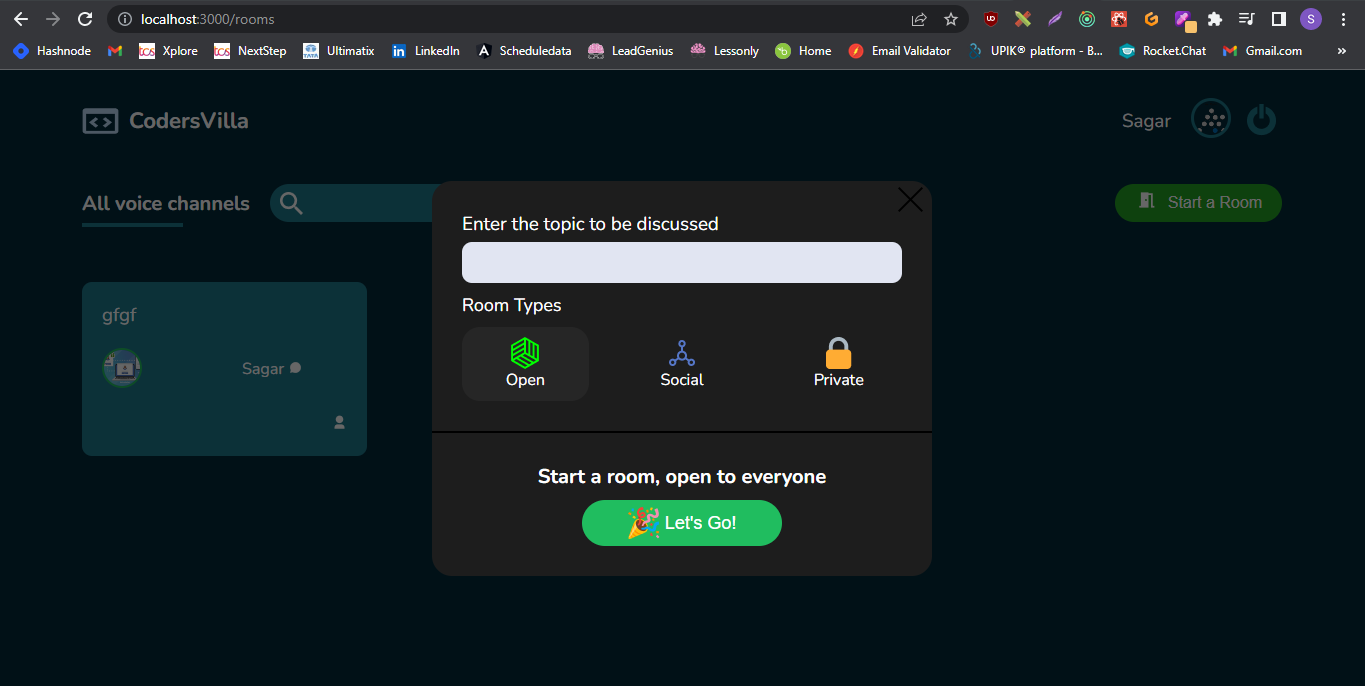 localhost:3000/rooms
Hashnode Xplore NextStep Ultimatix LinkedIn Scheduledata LeadGenius Lessonly Home Email Validator UPIK® platform - B... Rocket.Chat Gmail.com »
CodersVilla
Sagar
All voice channels
Start a Room
Enter the topic to be discussed
Room Types
Open Social Private
gfgf
Sagar
Start a room, open to everyone
Let's Go!